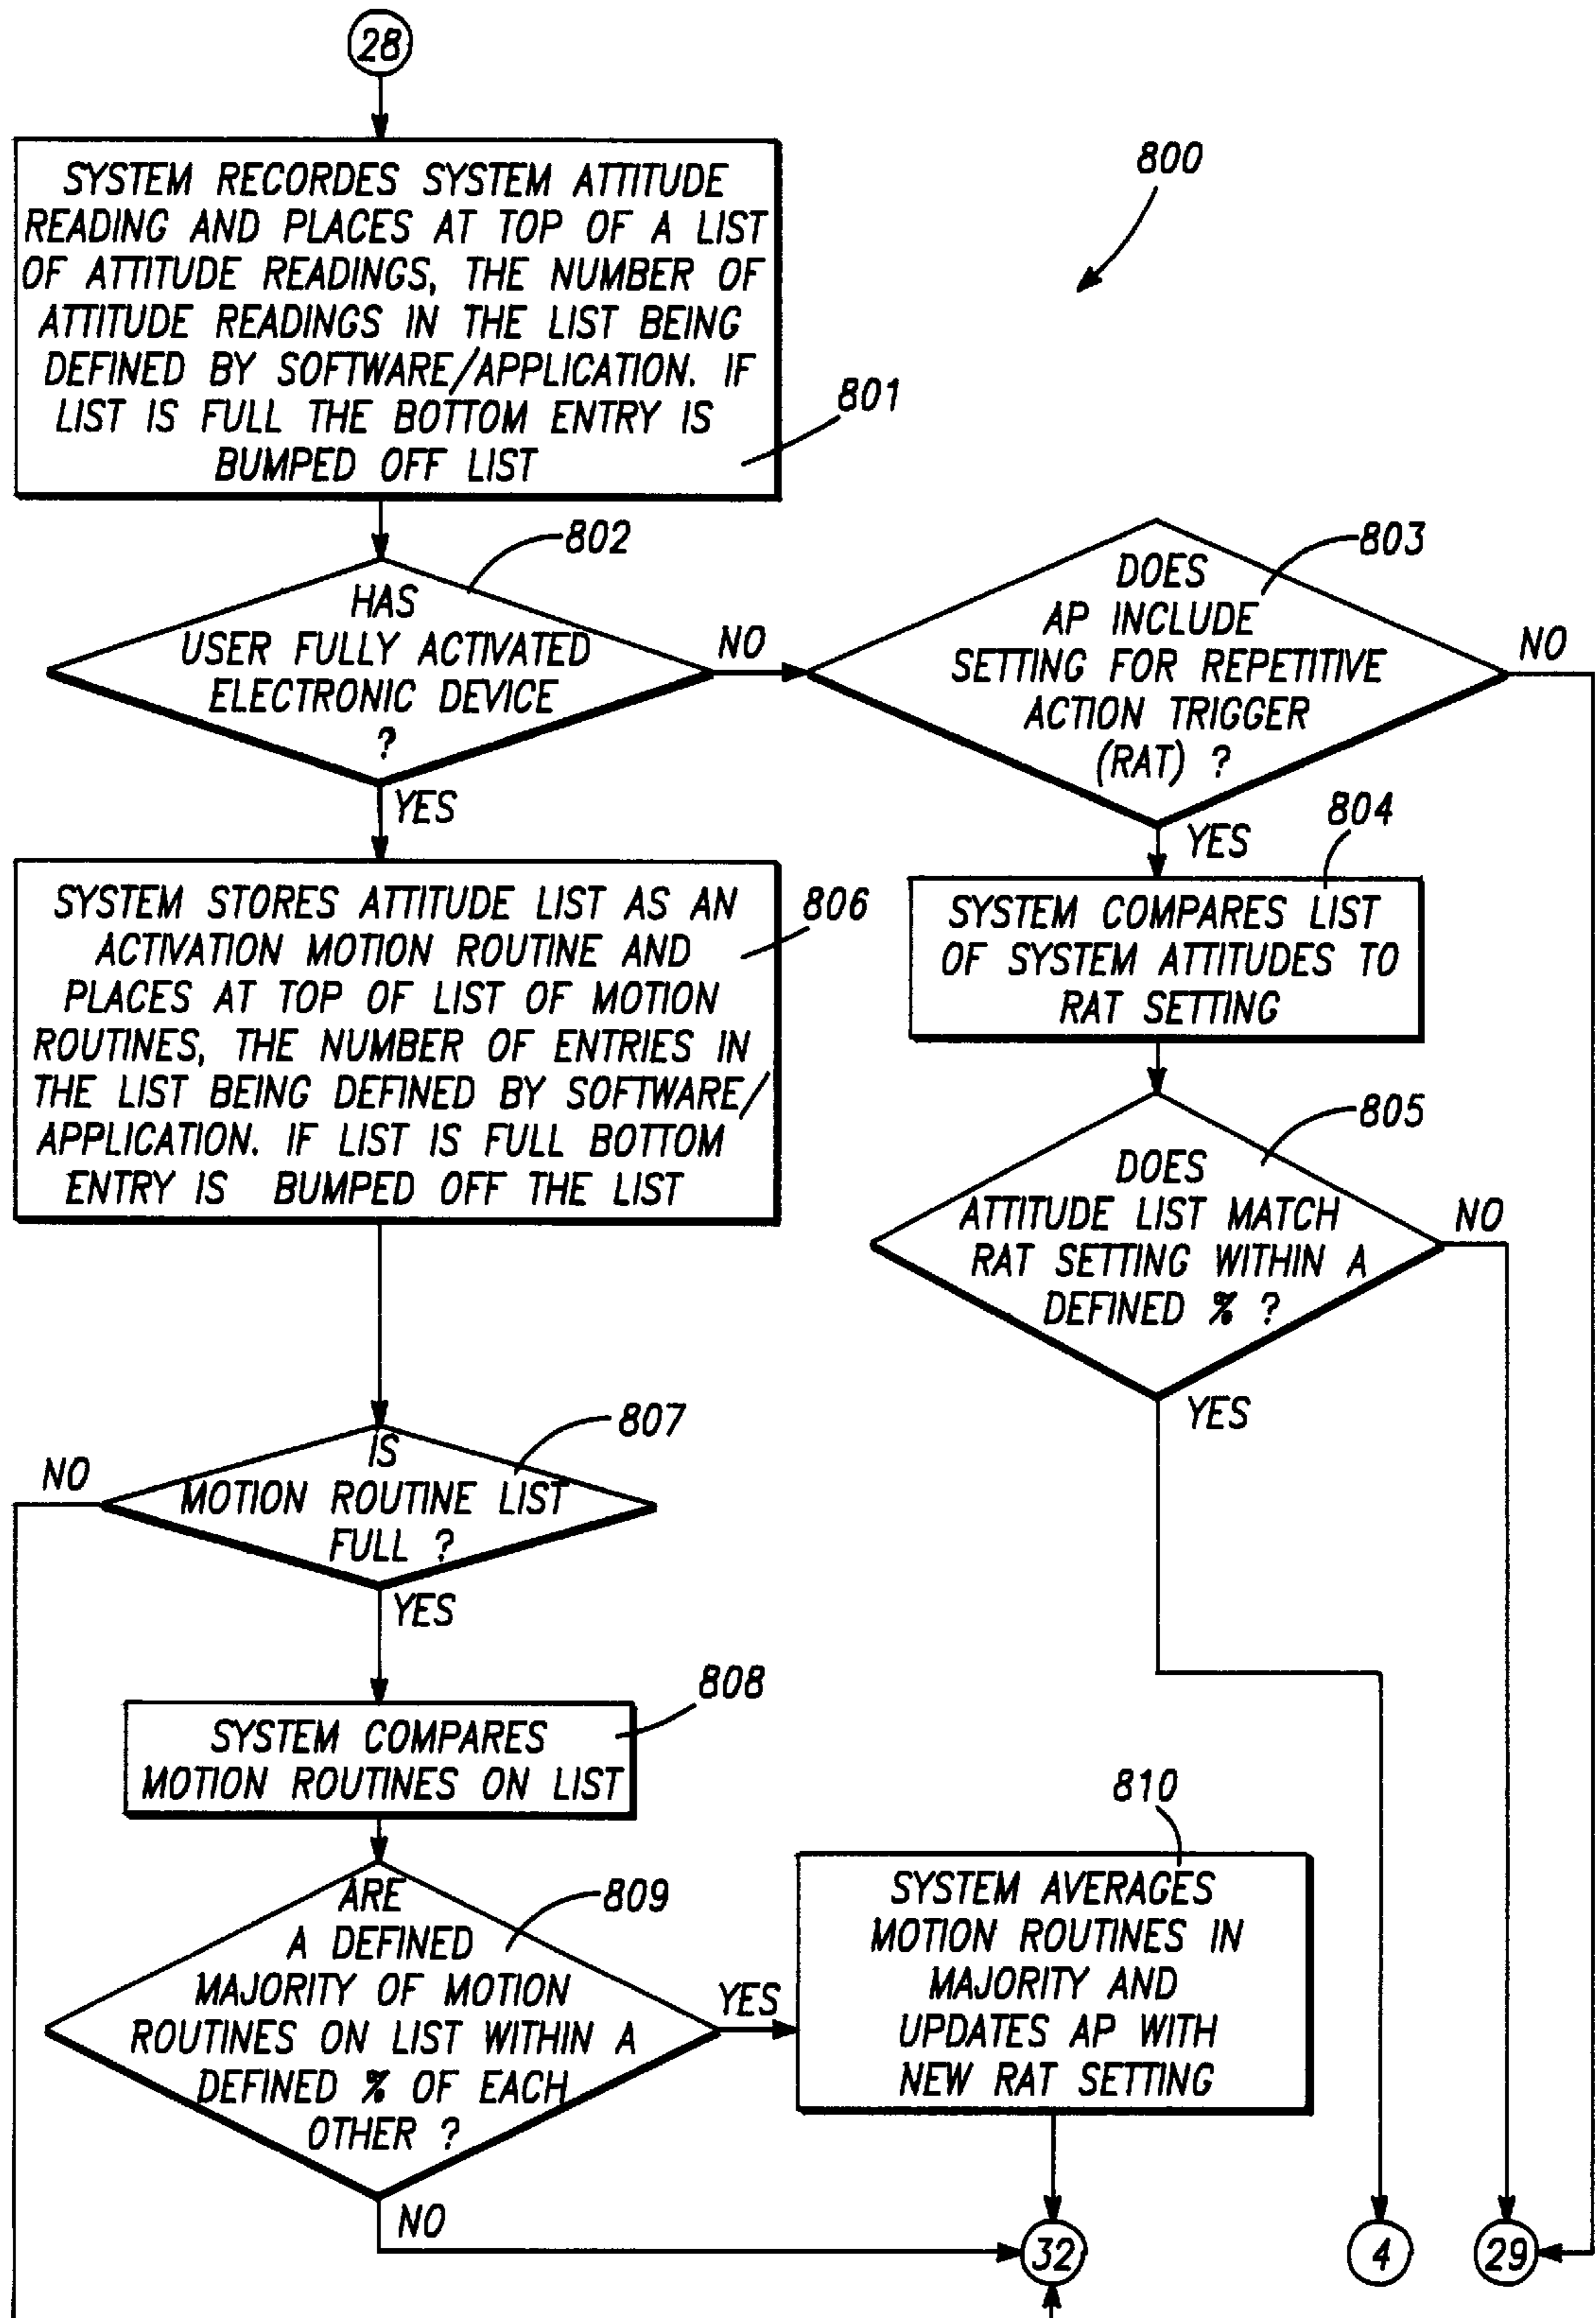 28
800
SYSTEM RECORDES SYSTEM ATTITUDE
READING AND PLACES AT TOP OF A LIST
OF ATTITUDE READINGS, THE NUMBER OF
ATTITUDE READINGS IN THE LIST BEING
DEFINED BY SOFTWARE/APPLICATION. IF
LIST IS FULL THE BOTTOM ENTRY IS
BUMPED OFF LIST
801
802
HAS
USER FULLY ACTIVATED
ELECTRONIC DEVICE
?
NO
YES
803
DOES
AP INCLUDE
SETTING FOR REPETITIVE
ACTION TRIGGER
(RAT) ?
NO
YES
804
SYSTEM COMPARES LIST
OF SYSTEM ATTITUDES TO
RAT SETTING
805
DOES
ATTITUDE LIST MATCH
RAT SETTING WITHIN A
DEFINED % ?
NO
YES
SYSTEM STORES ATTITUDE LIST AS AN
ACTIVATION MOTION ROUTINE AND
PLACES AT TOP OF LIST OF MOTION
ROUTINES, THE NUMBER OF ENTRIES IN
THE LIST BEING DEFINED BY SOFTWARE/
APPLICATION. IF LIST IS FULL BOTTOM
ENTRY IS BUMPED OFF THE LIST
806
807
IS
MOTION ROUTINE LIST
FULL ?
NO
YES
808
SYSTEM COMPARES
MOTION ROUTINES ON LIST
809
ARE
A DEFINED
MAJORITY OF MOTION
ROUTINES ON LIST WITHIN A
DEFINED % OF EACH
OTHER ?
YES
NO
810
SYSTEM AVERAGES
MOTION ROUTINES IN
MAJORITY AND
UPDATES AP WITH
NEW RAT SETTING
32
4
29